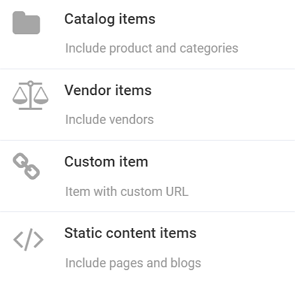 Catalog items
Include product and categories
Vendor items
Include vendors
Custom item
Item with custom URL
Static content items
Include pages and blogs